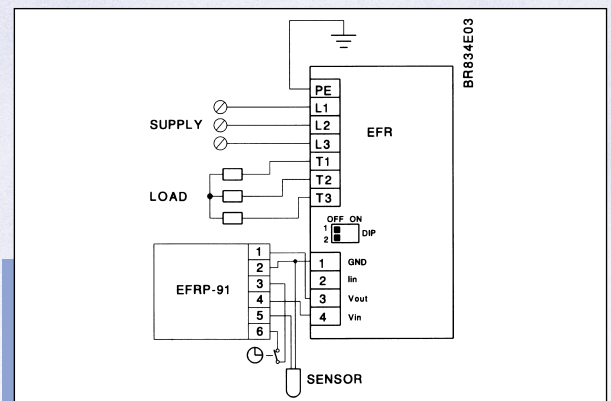 BR834E03
PE
L1
L2
L3
T1
T2
T3
EFR
SUPPLY
LOAD
OFF ON
1
2
DIP
1 GND
2 Iin
3 Vout
4 Vin
EFRP-91
1
2
3
4
5
6
SENSOR